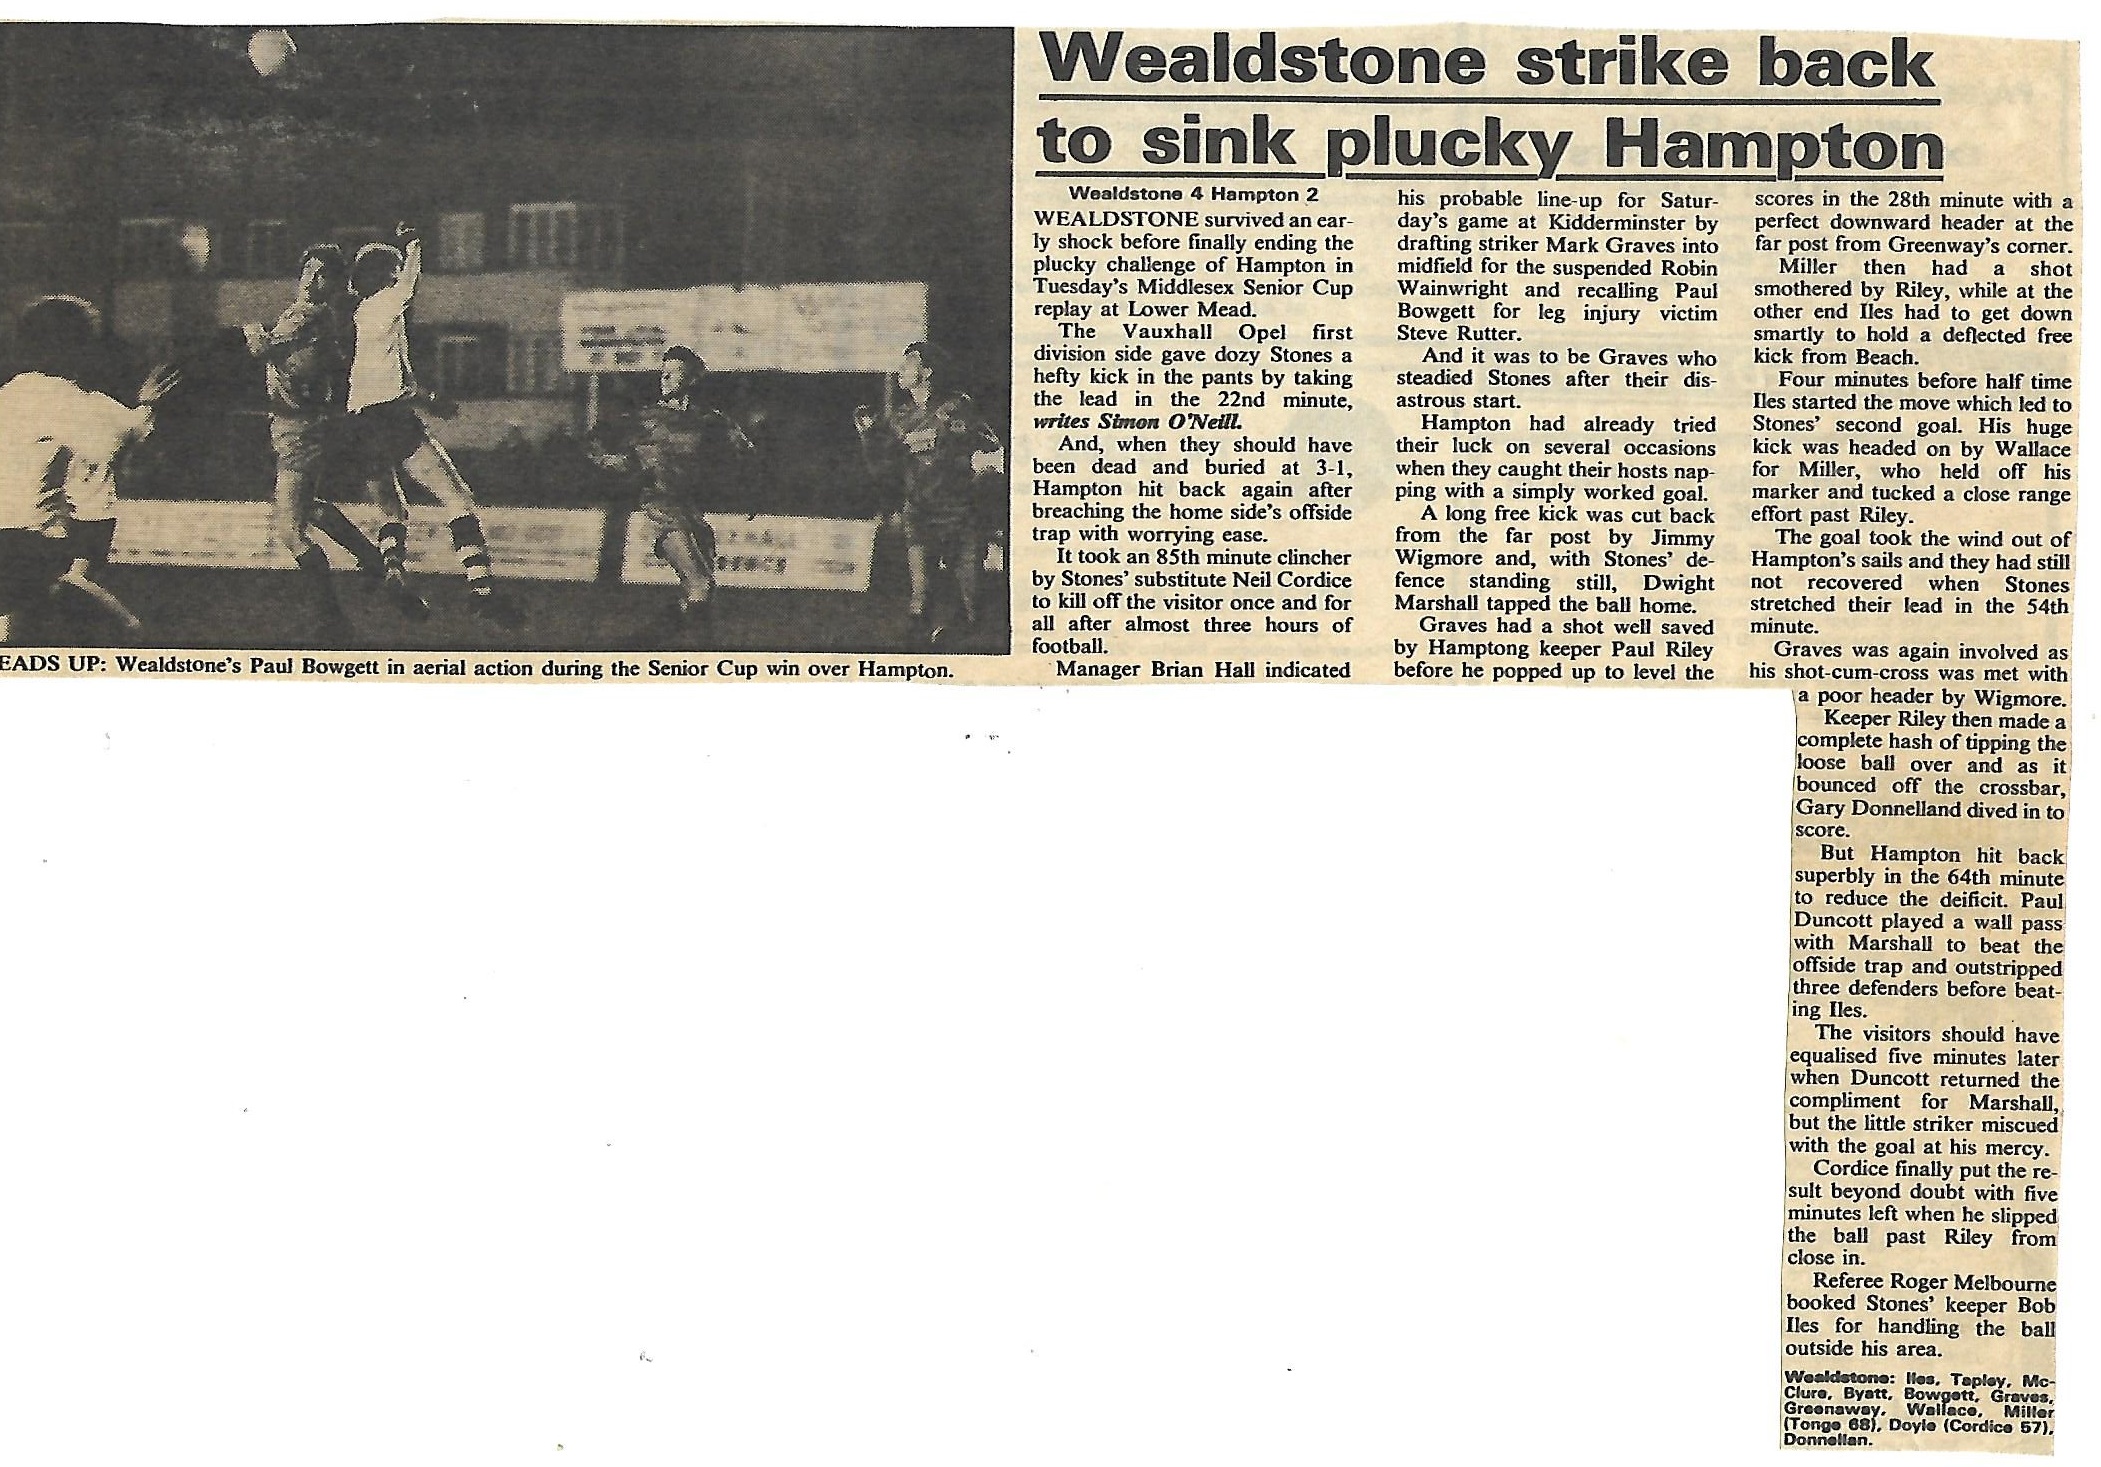 Wealdstone strike back
to sink plucky Hampton
Wealdstone 4 Hampton 2
WEALDSTONE survived an ear-
ly shock before finally ending the
plucky challenge of Hampton in
Tuesday's Middlesex Senior Cup
replay at Lower Mead.
The Vauxhall Opel first
division side gave dozy Stones a
hefty kick in the pants by taking
the lead in the 22nd minute,
writes Simon O'Neill.
And, when they should have
been dead and buried at 3-1,
Hampton hit back again after
breaching the home side's offside
trap with worrying ease.
It took an 85th minute clincher
by Stones' substitute Neil Cordice
to kill off the visitor once and for
all after almost three hours of
football.
Manager Brian Hall indicated
his probable line-up for Satur-
day's game at Kidderminster by
drafting striker Mark Graves into
midfield for the suspended Robin
Wainwright and recalling Paul
Bowgett for leg injury victim
Steve Rutter.
And it was to be Graves who
steadied Stones after their dis-
astrous start.
Hampton had already tried
their luck on several occasions
when they caught their hosts nap-
ping with a simply worked goal.
A long free kick was cut back
from the far post by Jimmy
Wigmore and, with Stones' de-
fence standing still, Dwight
Marshall tapped the ball home.
Graves had a shot well saved
by Hamptong keeper Paul Riley
before he popped up to level the
scores in the 28th minute with a
perfect downward header at the
far post from Greenway's corner.
Miller then had a shot
smothered by Riley, while at the
other end Iles had to get down
smartly to hold a deflected free
kick from Beach.
Four minutes before half time
Iles started the move which led to
Stones' second goal. His huge
kick was headed on by Wallace
for Miller, who held off his
marker and tucked a close range
effort past Riley.
The goal took the wind out of
Hampton's sails and they had still
not recovered when Stones
stretched their lead in the 54th
minute.
Graves was again involved as
his shot-cum-cross was met with
a poor header by Wigmore.
Keeper Riley then made a
complete hash of tipping the
loose ball over and as it
bounced off the crossbar,
Gary Donnelland dived in to
score.
But Hampton hit back
superbly in the 64th minute
to reduce the deificit. Paul
Duncott played a wall pass
with Marshall to beat the
offside trap and outstripped
three defenders before beat-
ing Iles.
The visitors should have
equalised five minutes later
when Duncott returned the
compliment for Marshall,
but the little striker miscued
with the goal at his mercy.
Cordice finally put the re-
sult beyond doubt with five
minutes left when he slipped
the ball past Riley from
close in.
Referee Roger Melbourne
booked Stones' keeper Bob
Iles for handling the ball
outside his area.
Wealdstone: Iles, Tapley, Mc-
Clure, Byatt, Bowgett, Graves,
Greenaway, Wallace, Miller
(Tonge 68), Doyle (Cordice 57),
Donnellan.
EADS UP: Wealdstone's Paul Bowgett in aerial action during the Senior Cup win over Hampton.